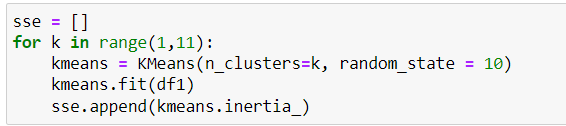 sse = []
for k in range(1,11):
    kmeans = KMeans(n_clusters=k, random_state = 10)
    kmeans.fit(df1)
    sse.append(kmeans.inertia_)